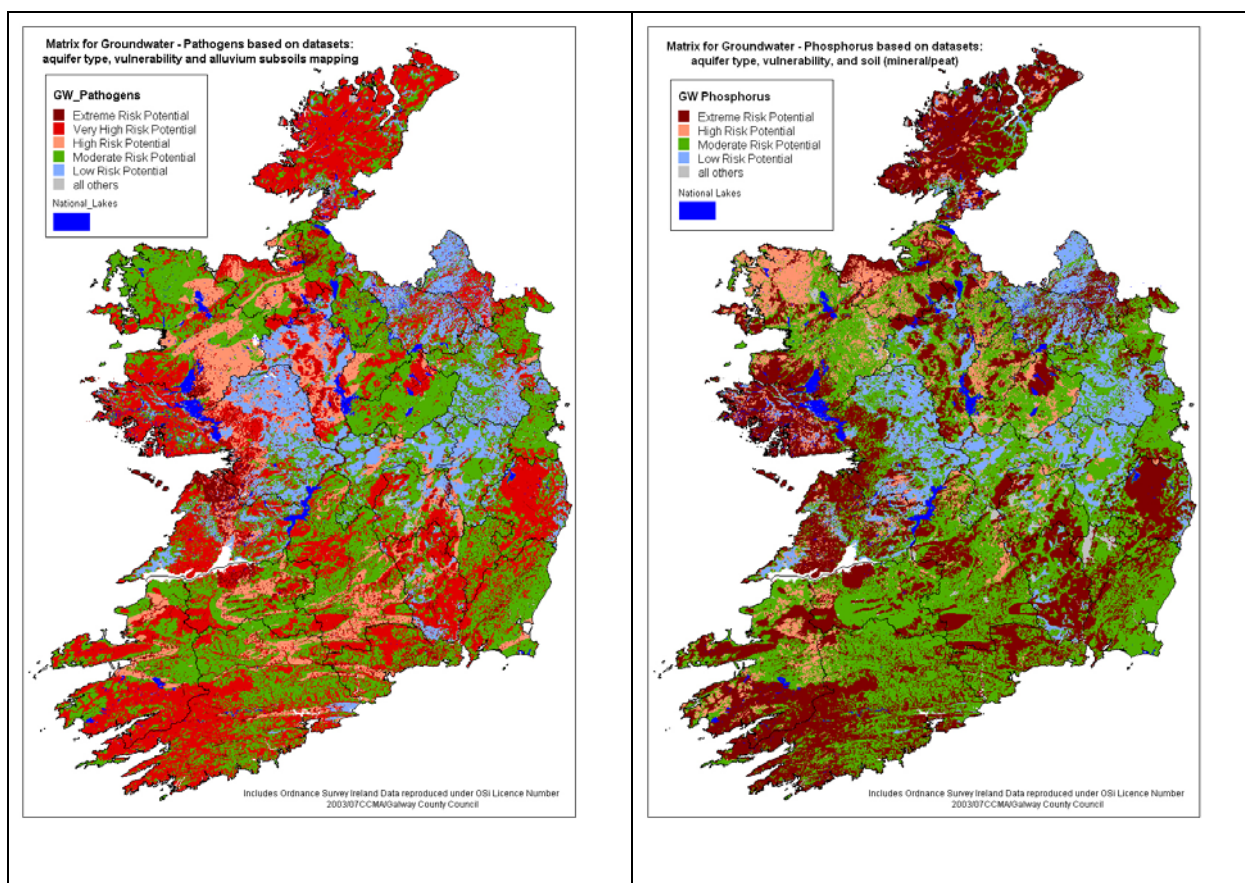 Matrix for Groundwater - Pathogens based on datasets:
aquifer type, vulnerability and alluvium subsoils mapping
GW_Pathogens
Extreme Risk Potential
Very High Risk Potential
High Risk Potential
Moderate Risk Potential
Low Risk Potential
all others
National_Lakes
Includes Ordnance Survey Ireland Data reproduced under OSi Licence Number
2003/07CCMA/Galway County Council
Matrix for Groundwater - Phosphorus based on datasets:
aquifer type, vulnerability, and soil (mineral/peat)
GW Phosphorus
Extreme Risk Potential
High Risk Potential
Moderate Risk Potential
Low Risk Potential
all others
National Lakes
Includes Ordnance Survey Ireland Data reproduced under OSi Licence Number
2003/07CCMA/Galway County Council